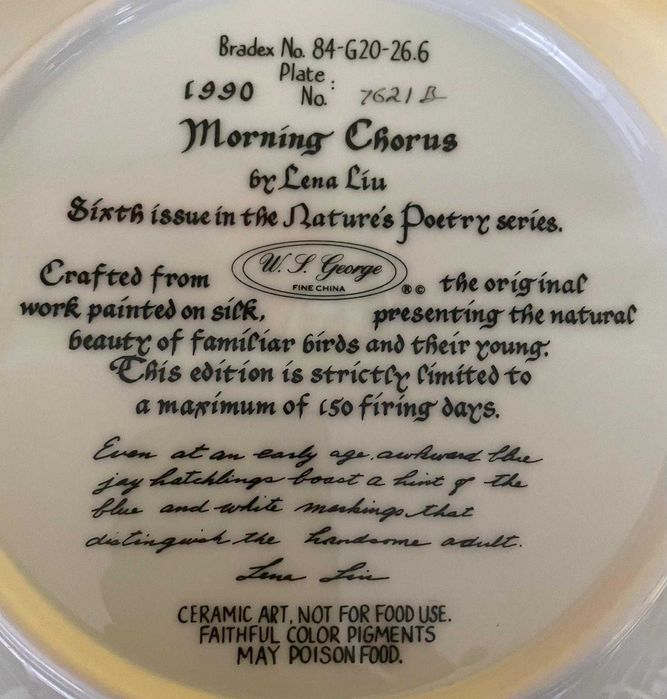 Bradex No. 84-G20-26.6
1990 Plate No. : 7621 B
Morning Chorus
by Lena Liu
Sixth issue in the Nature's Poetry series.
Crafted from W. S. George FINE CHINA ® © the original
work painted on silk, presenting the natural
beauty of familiar birds and their young.
This edition is strictly limited to
a maximum of 150 firing days.
Even at an early age, awkward blue
jay hatchlings boast a hint of the
blue and white markings that
distinguish the handsome adult.
Lena Liu
CERAMIC ART, NOT FOR FOOD USE.
FAITHFUL COLOR PIGMENTS
MAY POISON FOOD.